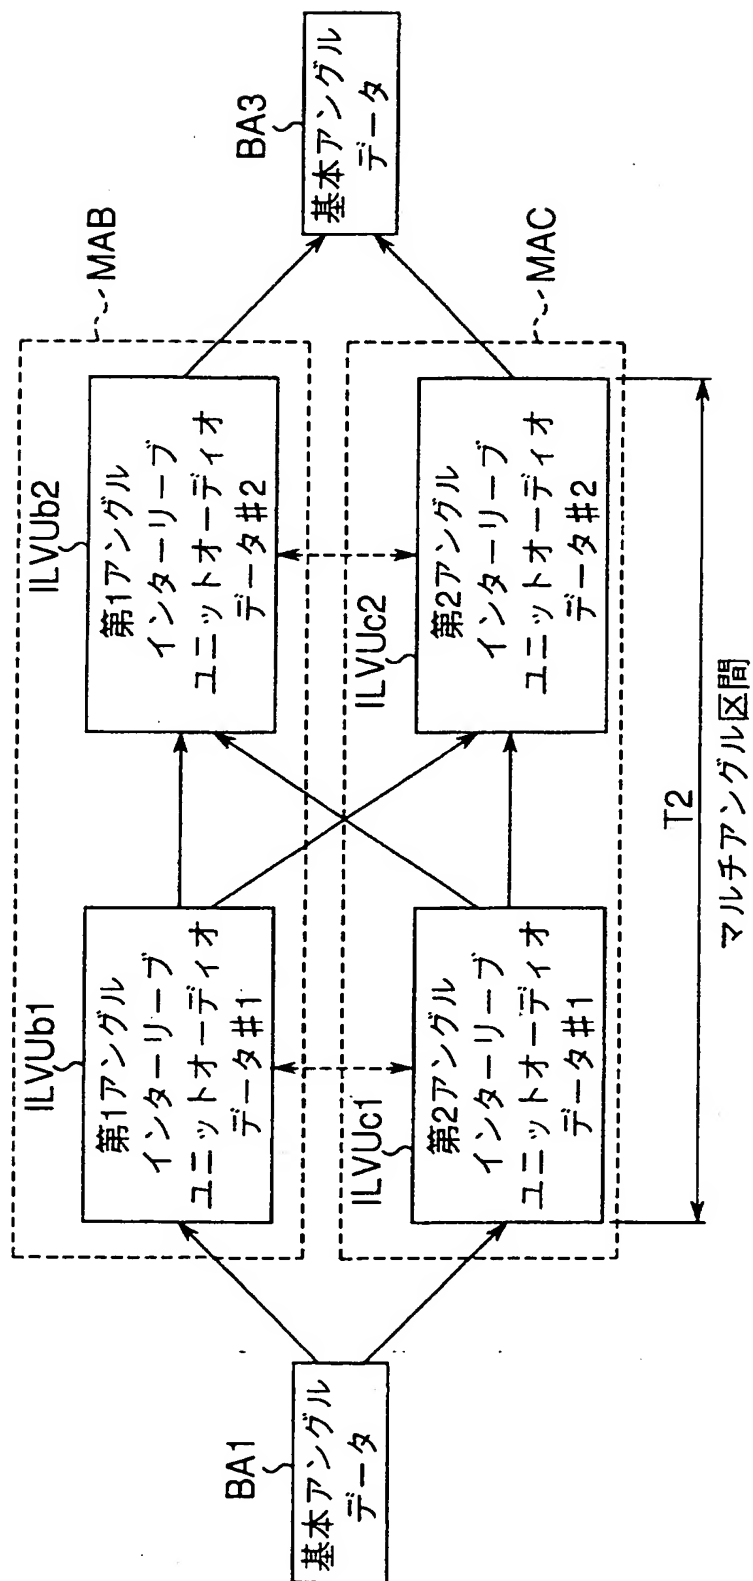 BA1
基本アングル
データ
MAB
ILVUb1
第1アングル
インターリーブ
ユニットオーディオ
データ#1
ILVUb2
第1アングル
インターリーブ
ユニットオーディオ
データ#2
ILVUc1
第2アングル
インターリーブ
ユニットオーディオ
データ#1
ILVUc2
第2アングル
インターリーブ
ユニットオーディオ
データ#2
MAC
BA3
基本アングル
データ
T2
マルチアングル区間